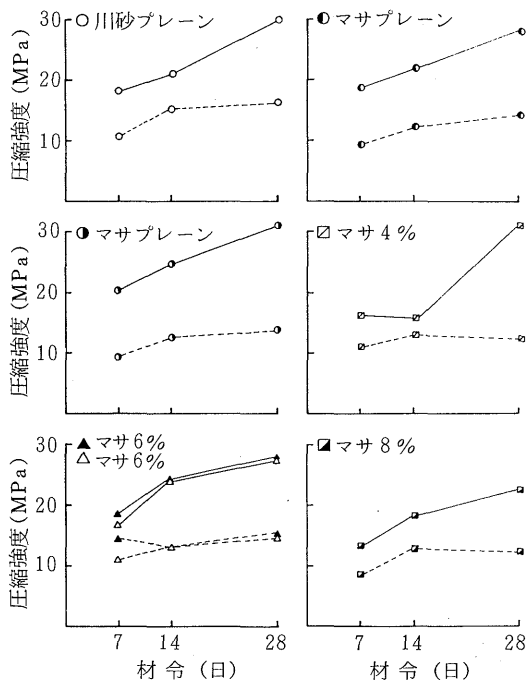 30
20
10
圧縮強度 (MPa)
○川砂プレーン
◐マサプレーン
30
20
10
圧縮強度 (MPa)
◑マサプレーン
マサ4%
30
20
10
圧縮強度 (MPa)
▲マサ6%
△マサ6%
マサ8%
7 14 28
材令(日)
7 14 28
材令(日)